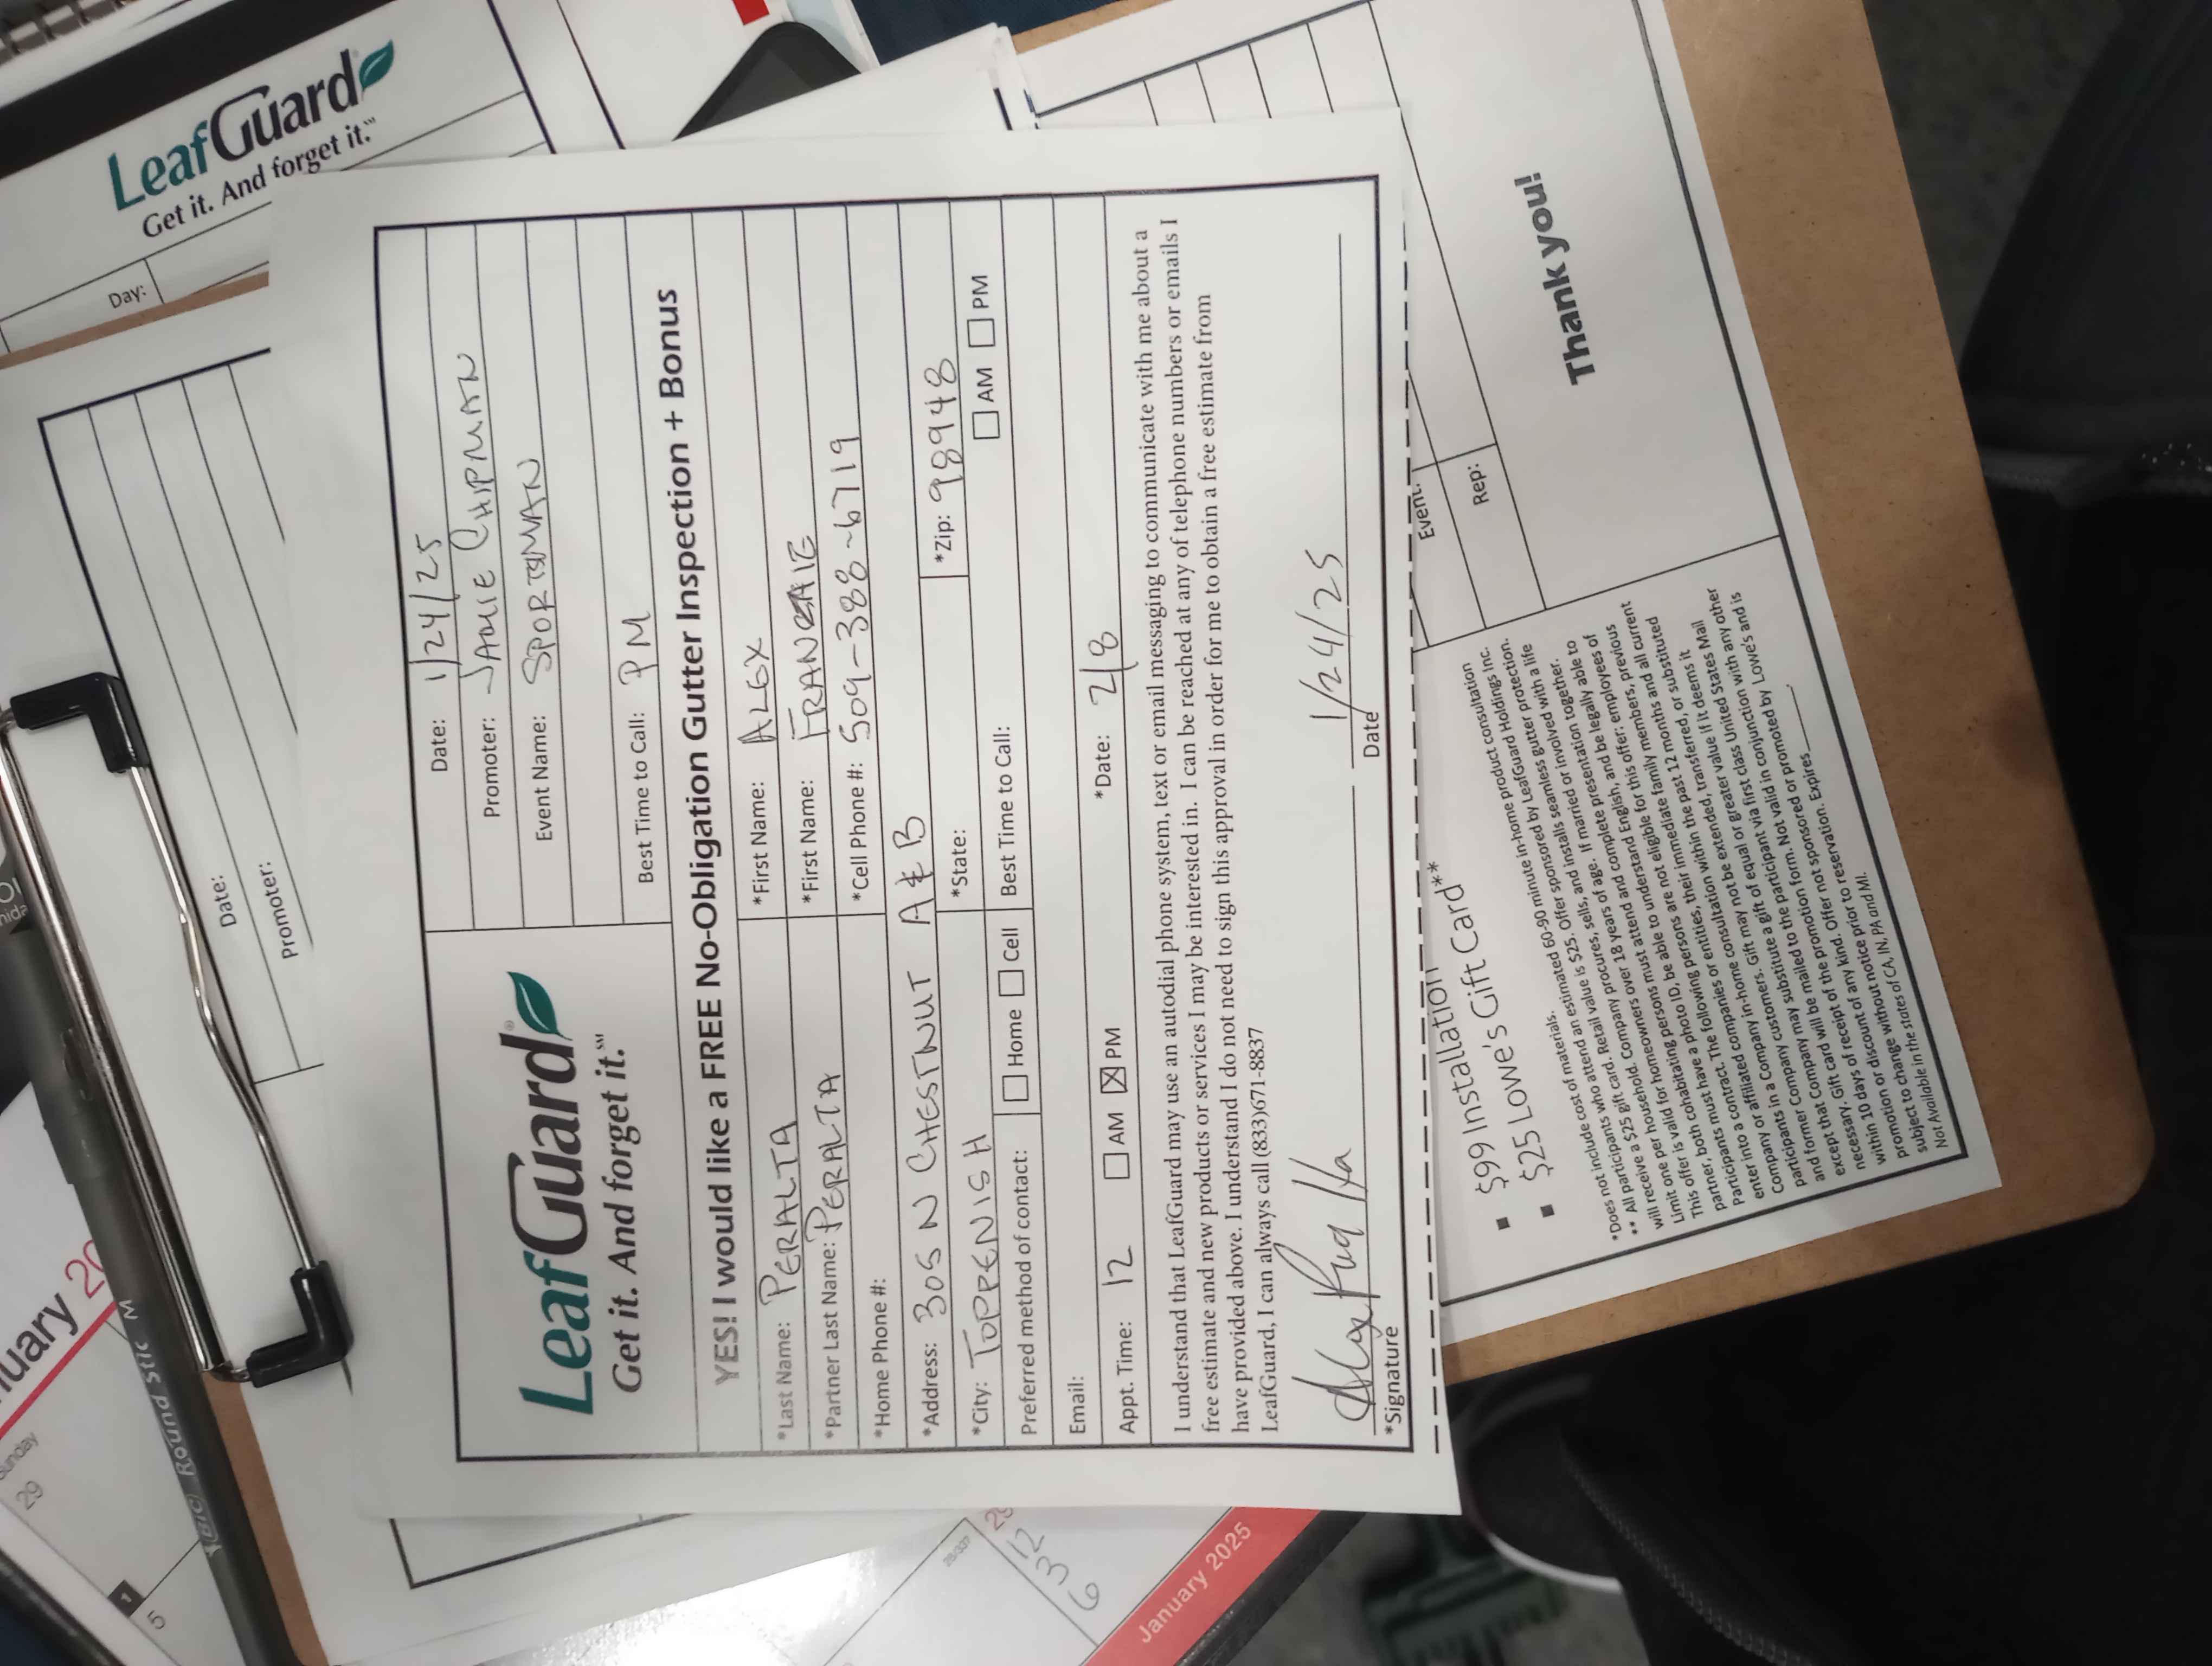 nuary 20
Sunday
29
1
5
BIC Round Stic M
Date:
Promoter:
Day:
LeafGuard
Get it. And forget it.℠
LeafGuard®
Get it. And forget it.℠
Date: 1/24/25
Promoter: JAMIE CHIPMAN
Event Name: SPORTSMAN
Best Time to Call: PM
YES! I would like a FREE No-Obligation Gutter Inspection + Bonus
*Last Name: PERALTA *First Name: ALEX
*Partner Last Name: PERALTA *First Name:
*Home Phone #: *Cell Phone #: 509-388-6719
*Address: 305 N CHESTNUT A & B
*City: TOPPENISH *State: *Zip: 98948
Preferred method of contact: Home Cell Best Time to Call: AM PM
Email:
Appt. Time: 12 AM PM *Date: 2/8
I understand that LeafGuard may use an autodial phone system, text or email messaging to communicate with me about a
free estimate and new products or services I may be interested in. I can be reached at any of telephone numbers or emails I
have provided above. I understand I do not need to sign this approval in order for me to obtain a free estimate from
LeafGuard, I can always call (833)671-8837
Alex Peralta 1/24/25
*Signature Date
12
3
6
January 2025
▪ $99 Installation
▪ $25 Lowe's Gift Card**
*Does not include cost of materials.
** All participants who attend an estimated 60-90 minute in-home product consultation
will receive a $25 gift card. Retail value is $25. Offer sponsored by LeafGuard Holdings Inc.
Limit one per household. Company procures, sells, and installs seamless gutter protection.
This offer is valid for homeowners over 18 years of age. If married or involved with a life
partner, both cohabitating persons must attend and complete presentation together.
Participants must have a photo ID, be able to understand English, and be legally able to
enter into a contract. The following persons are not eligible for this offer: employees of
Company or affiliated companies or entities, their immediate family members, previous
participants in a Company in-home consultation within the past 12 months and all current
and former Company customers. Gift may not be extended, transferred, or substituted
except that Company may substitute a gift of equal or greater value if it deems it
necessary. Gift card will be mailed to the participant via first class United States Mail
within 10 days of receipt of the promotion form. Not valid in conjunction with any other
promotion or discount of any kind. Offer not sponsored or promoted by Lowe's and is
subject to change without notice prior to reservation. Expires________.
Not Available in the states of CA, IN, PA and MI.
Event:
Rep:
Thank you!